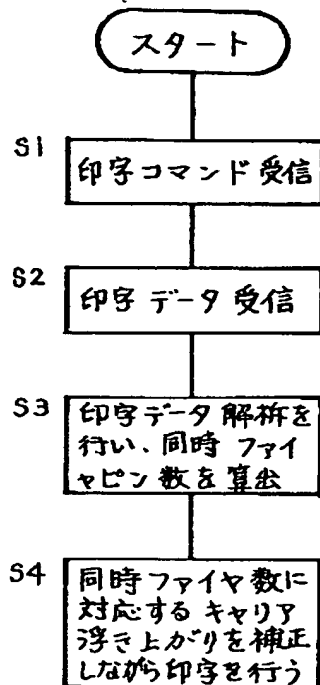 スタート
S1
印字コマンド受信
S2
印字データ受信
S3
印字データ解析を
行い、同時ファイ
ヤピン数を算出
S4
同時ファイヤ数に
対応するキャリア
浮き上がりを補正
しながら印字を行う